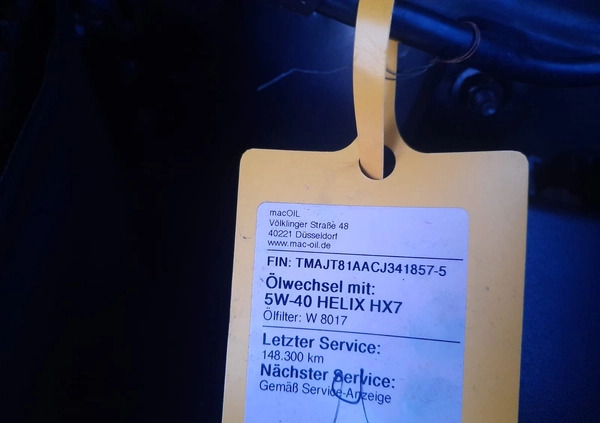 macOIL
Völklinger Straße 48
40221 Düsseldorf
www.mac-oil.de
FIN: TMAJT81AACJ341857-5
Ölwechsel mit:
5W-40 HELIX HX7
Ölfilter: W 8017
Letzter Service:
148.300 km
Nächster Service:
Gemäß Service-Anzeige